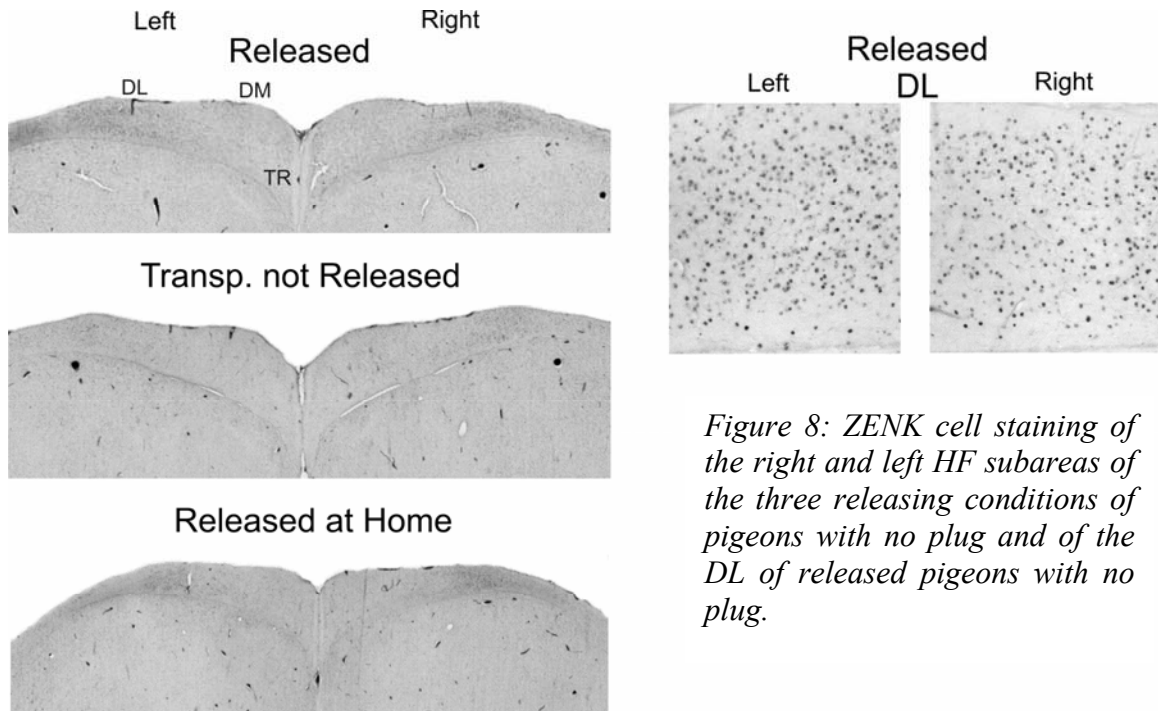 Left
Right
Released
DL
DM
TR
Transp. not Released
Released at Home
Released
Left
DL
Right
Figure 8: ZENK cell staining of
the right and left HF subareas of
the three releasing conditions of
pigeons with no plug and of the
DL of released pigeons with no
plug.